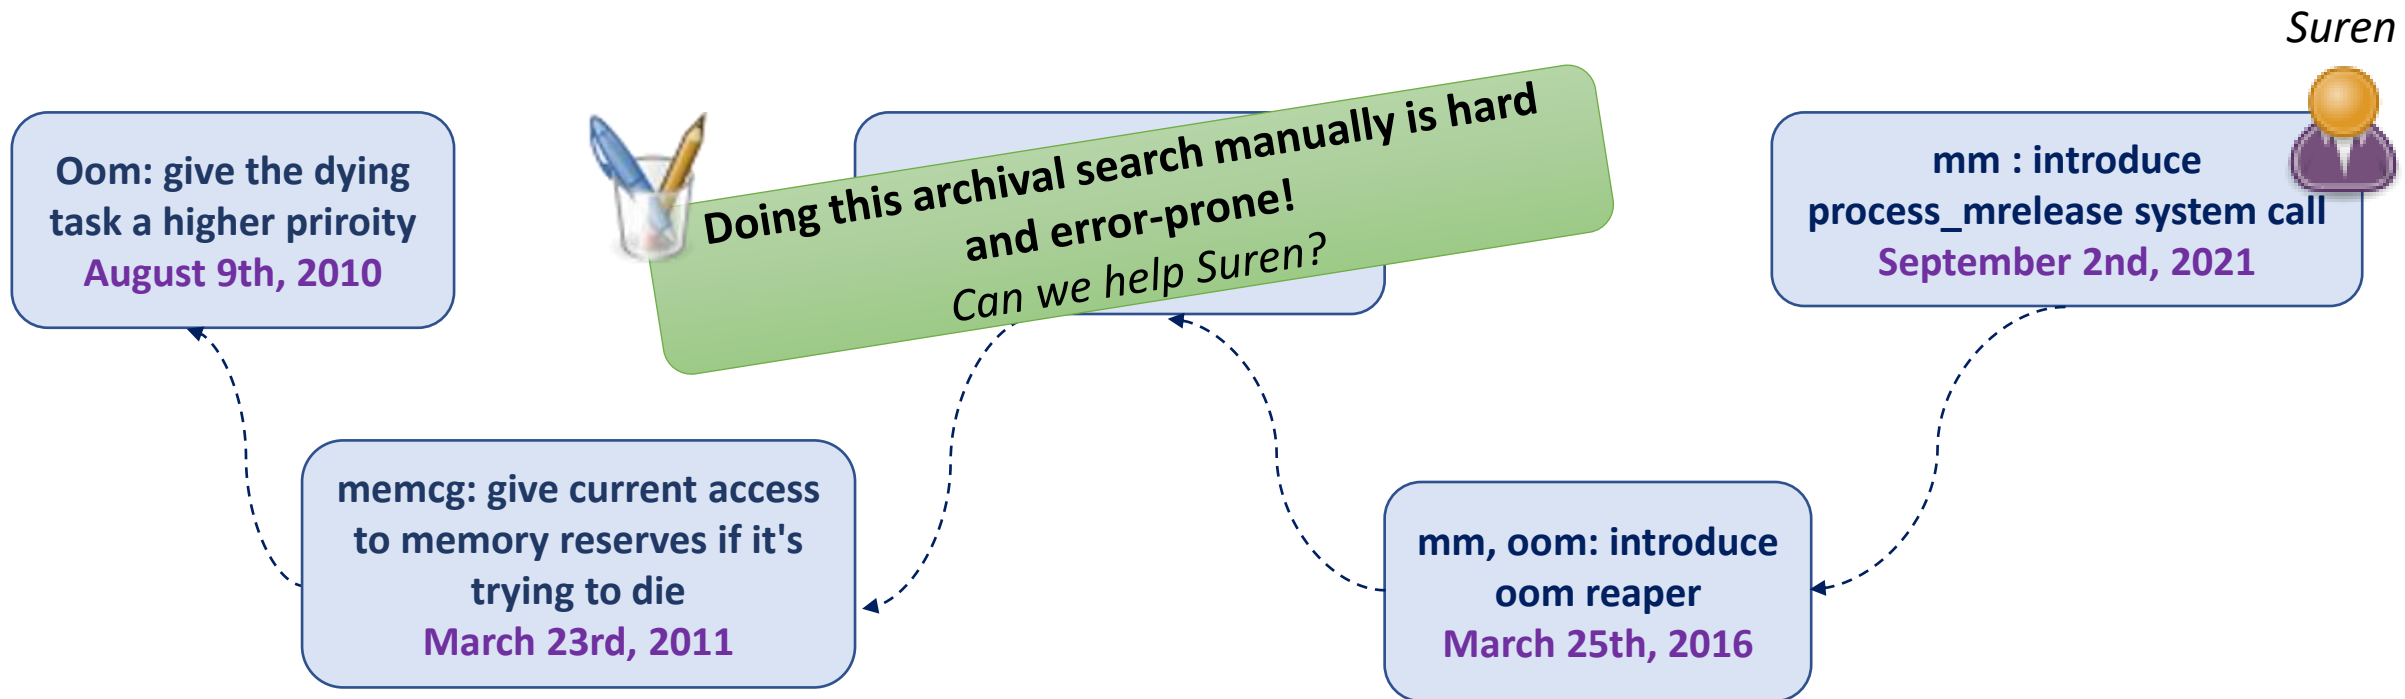 Suren
Oom: give the dying
task a higher priroity
August 9th, 2010
Doing this archival search manually is hard
and error-prone!
Can we help Suren?
mm : introduce
process_mrelease system call
September 2nd, 2021
memcg: give current access
to memory reserves if it's
trying to die
March 23rd, 2011
mm, oom: introduce
oom reaper
March 25th, 2016